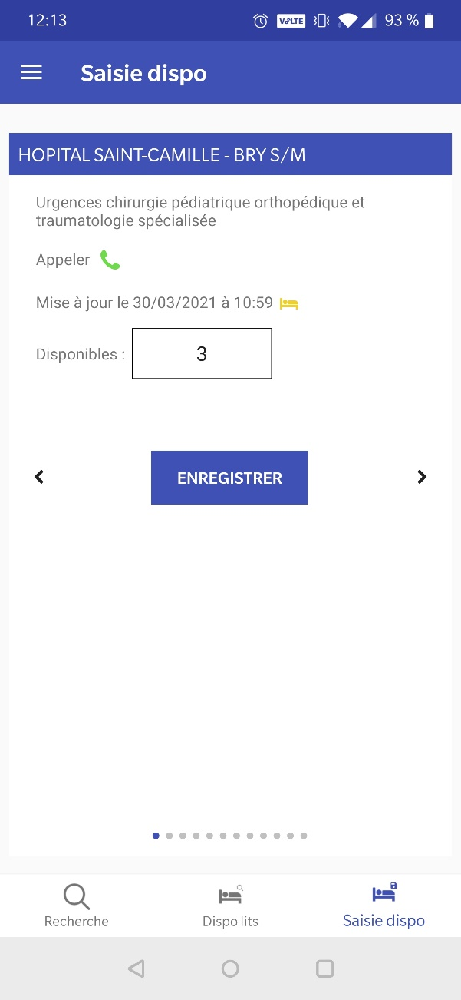 12:13
VoLTE
93 %
Saisie dispo
HOPITAL SAINT-CAMILLE - BRY S/M
Urgences chirurgie pédiatrique orthopédique et
traumatologie spécialisée
Appeler
Mise à jour le 30/03/2021 à 10:59
Disponibles :
3
ENREGISTRER
Recherche
Dispo lits
Saisie dispo